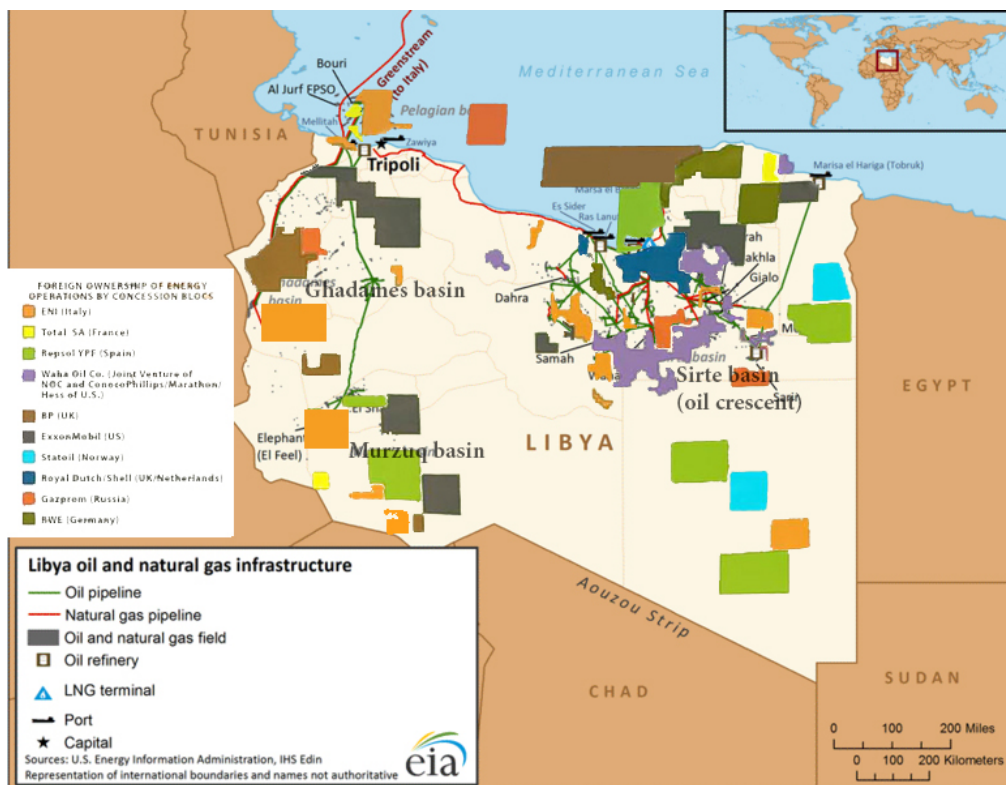 Bouri
Greenstream
(to Italy)
Mediterranean Sea
Al Jurf FPSO
Pelagian
Mellitah
Zawiya
TUNISIA
Tripoli
Marisa el Hariga (Tobruk)
Marsa el
Es Sider
Ras Lanuf
Ghadames basin
basin
Dahra
Gialo
Samah
basin
Sirte basin
(oil crescent)
EGYPT
Elephant
(El Feel)
Murzuq basin
LIBYA
FOREIGN OWNERSHIP OF ENERGY
OPERATIONS BY CONCESSION BLOCS
ENI (Italy)
Total SA (France)
Repsol YPF (Spain)
Waha Oil Co. (Joint Venture of
NOC and ConocoPhillips/Marathon/
Hess of U.S.)
BP (UK)
ExxonMobil (US)
Statoil (Norway)
Royal Dutch/Shell (UK/Netherlands)
Gazprom (Russia)
RWE (Germany)
Aouzou Strip
CHAD
SUDAN
Libya oil and natural gas infrastructure
Oil pipeline
Natural gas pipeline
Oil and natural gas field
Oil refinery
LNG terminal
Port
Capital
Sources: U.S. Energy Information Administration, IHS Edin
Representation of international boundaries and names not authoritative
eia
0 100 200 Miles
0 100 200 Kilometers